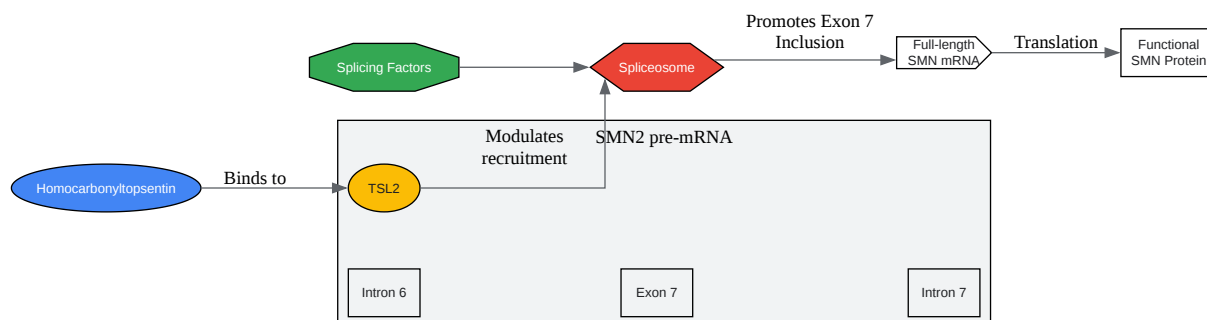 Promotes Exon 7
Inclusion
Splicing Factors
Spliceosome
Full-length
SMN mRNA
Translation
Functional
SMN Protein
Modulates
recruitment
SMN2 pre-mRNA
Homocarbonyltopsentin
Binds to
TSL2
Intron 6
Exon 7
Intron 7